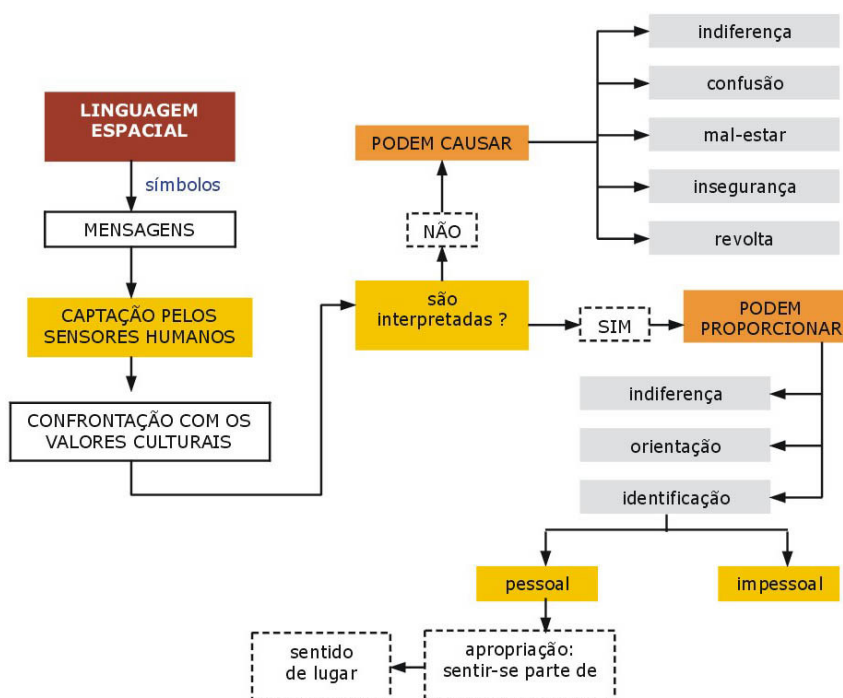 LINGUAGEM
ESPACIAL
símbolos
MENSAGENS
CAPTAÇÃO PELOS
SENSORES HUMANOS
CONFRONTAÇÃO COM OS
VALORES CULTURAIS
são
interpretadas ?
NÃO
PODEM CAUSAR
indiferença
confusão
mal-estar
insegurança
revolta
SIM
PODEM
PROPORCIONAR
indiferença
orientação
identificação
pessoal
impessoal
apropriação:
sentir-se parte de
sentido
de lugar